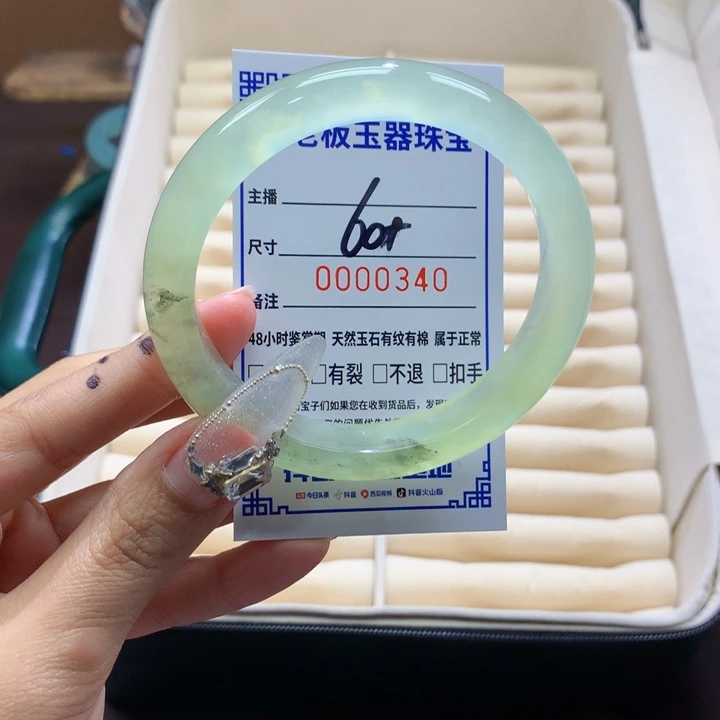 板玉器珠宝
主播
60+
尺寸
0000340
备注
48小时鉴赏期 天然玉石有纹有棉 属于正常
□有裂 □不退 □扣手
宝子们如果您在收到货品后,发现
今日头条 抖音 西瓜视频 抖音火山版